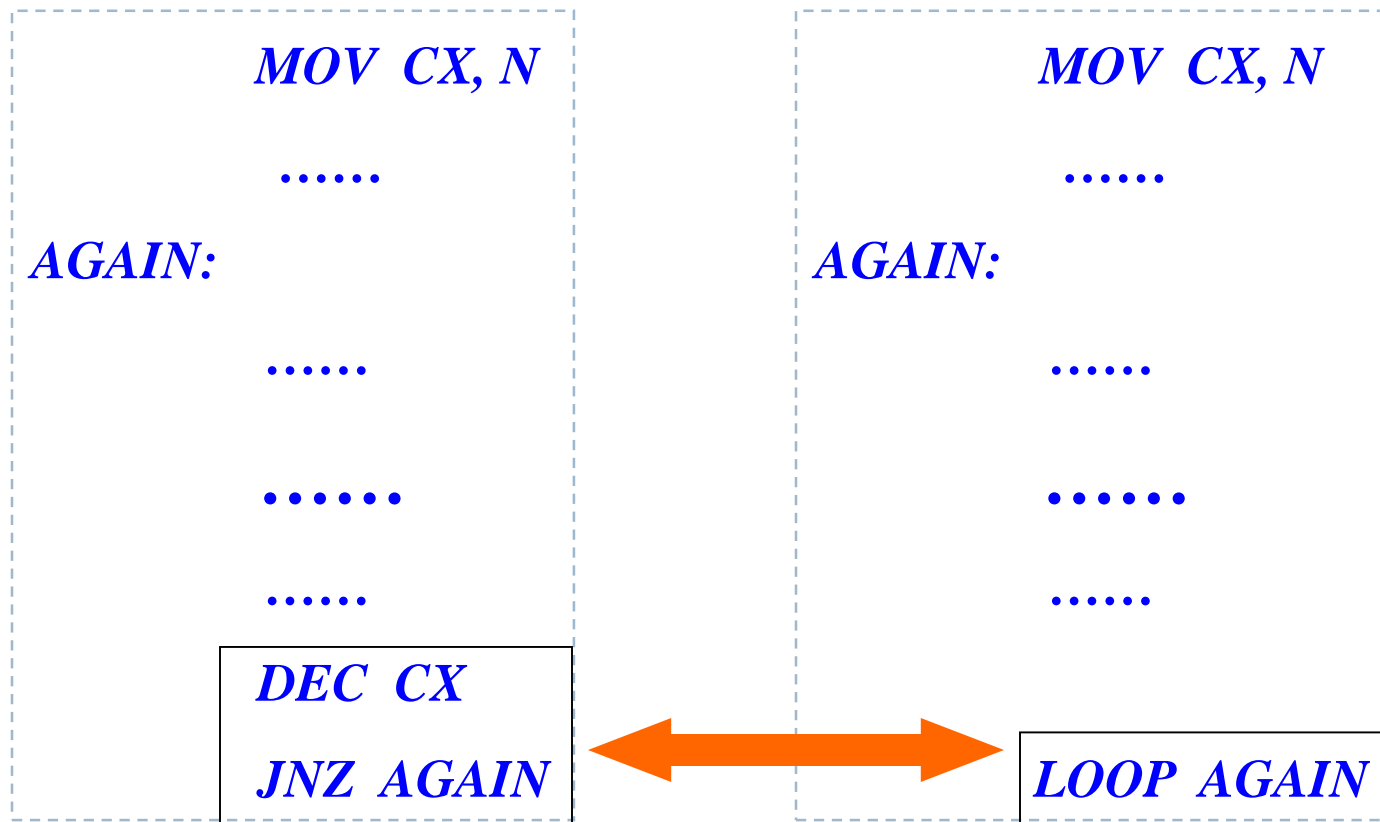 MOV CX, N
......
AGAIN:
......
......
......
DEC CX
JNZ AGAIN
MOV CX, N
......
AGAIN:
......
......
......
LOOP AGAIN